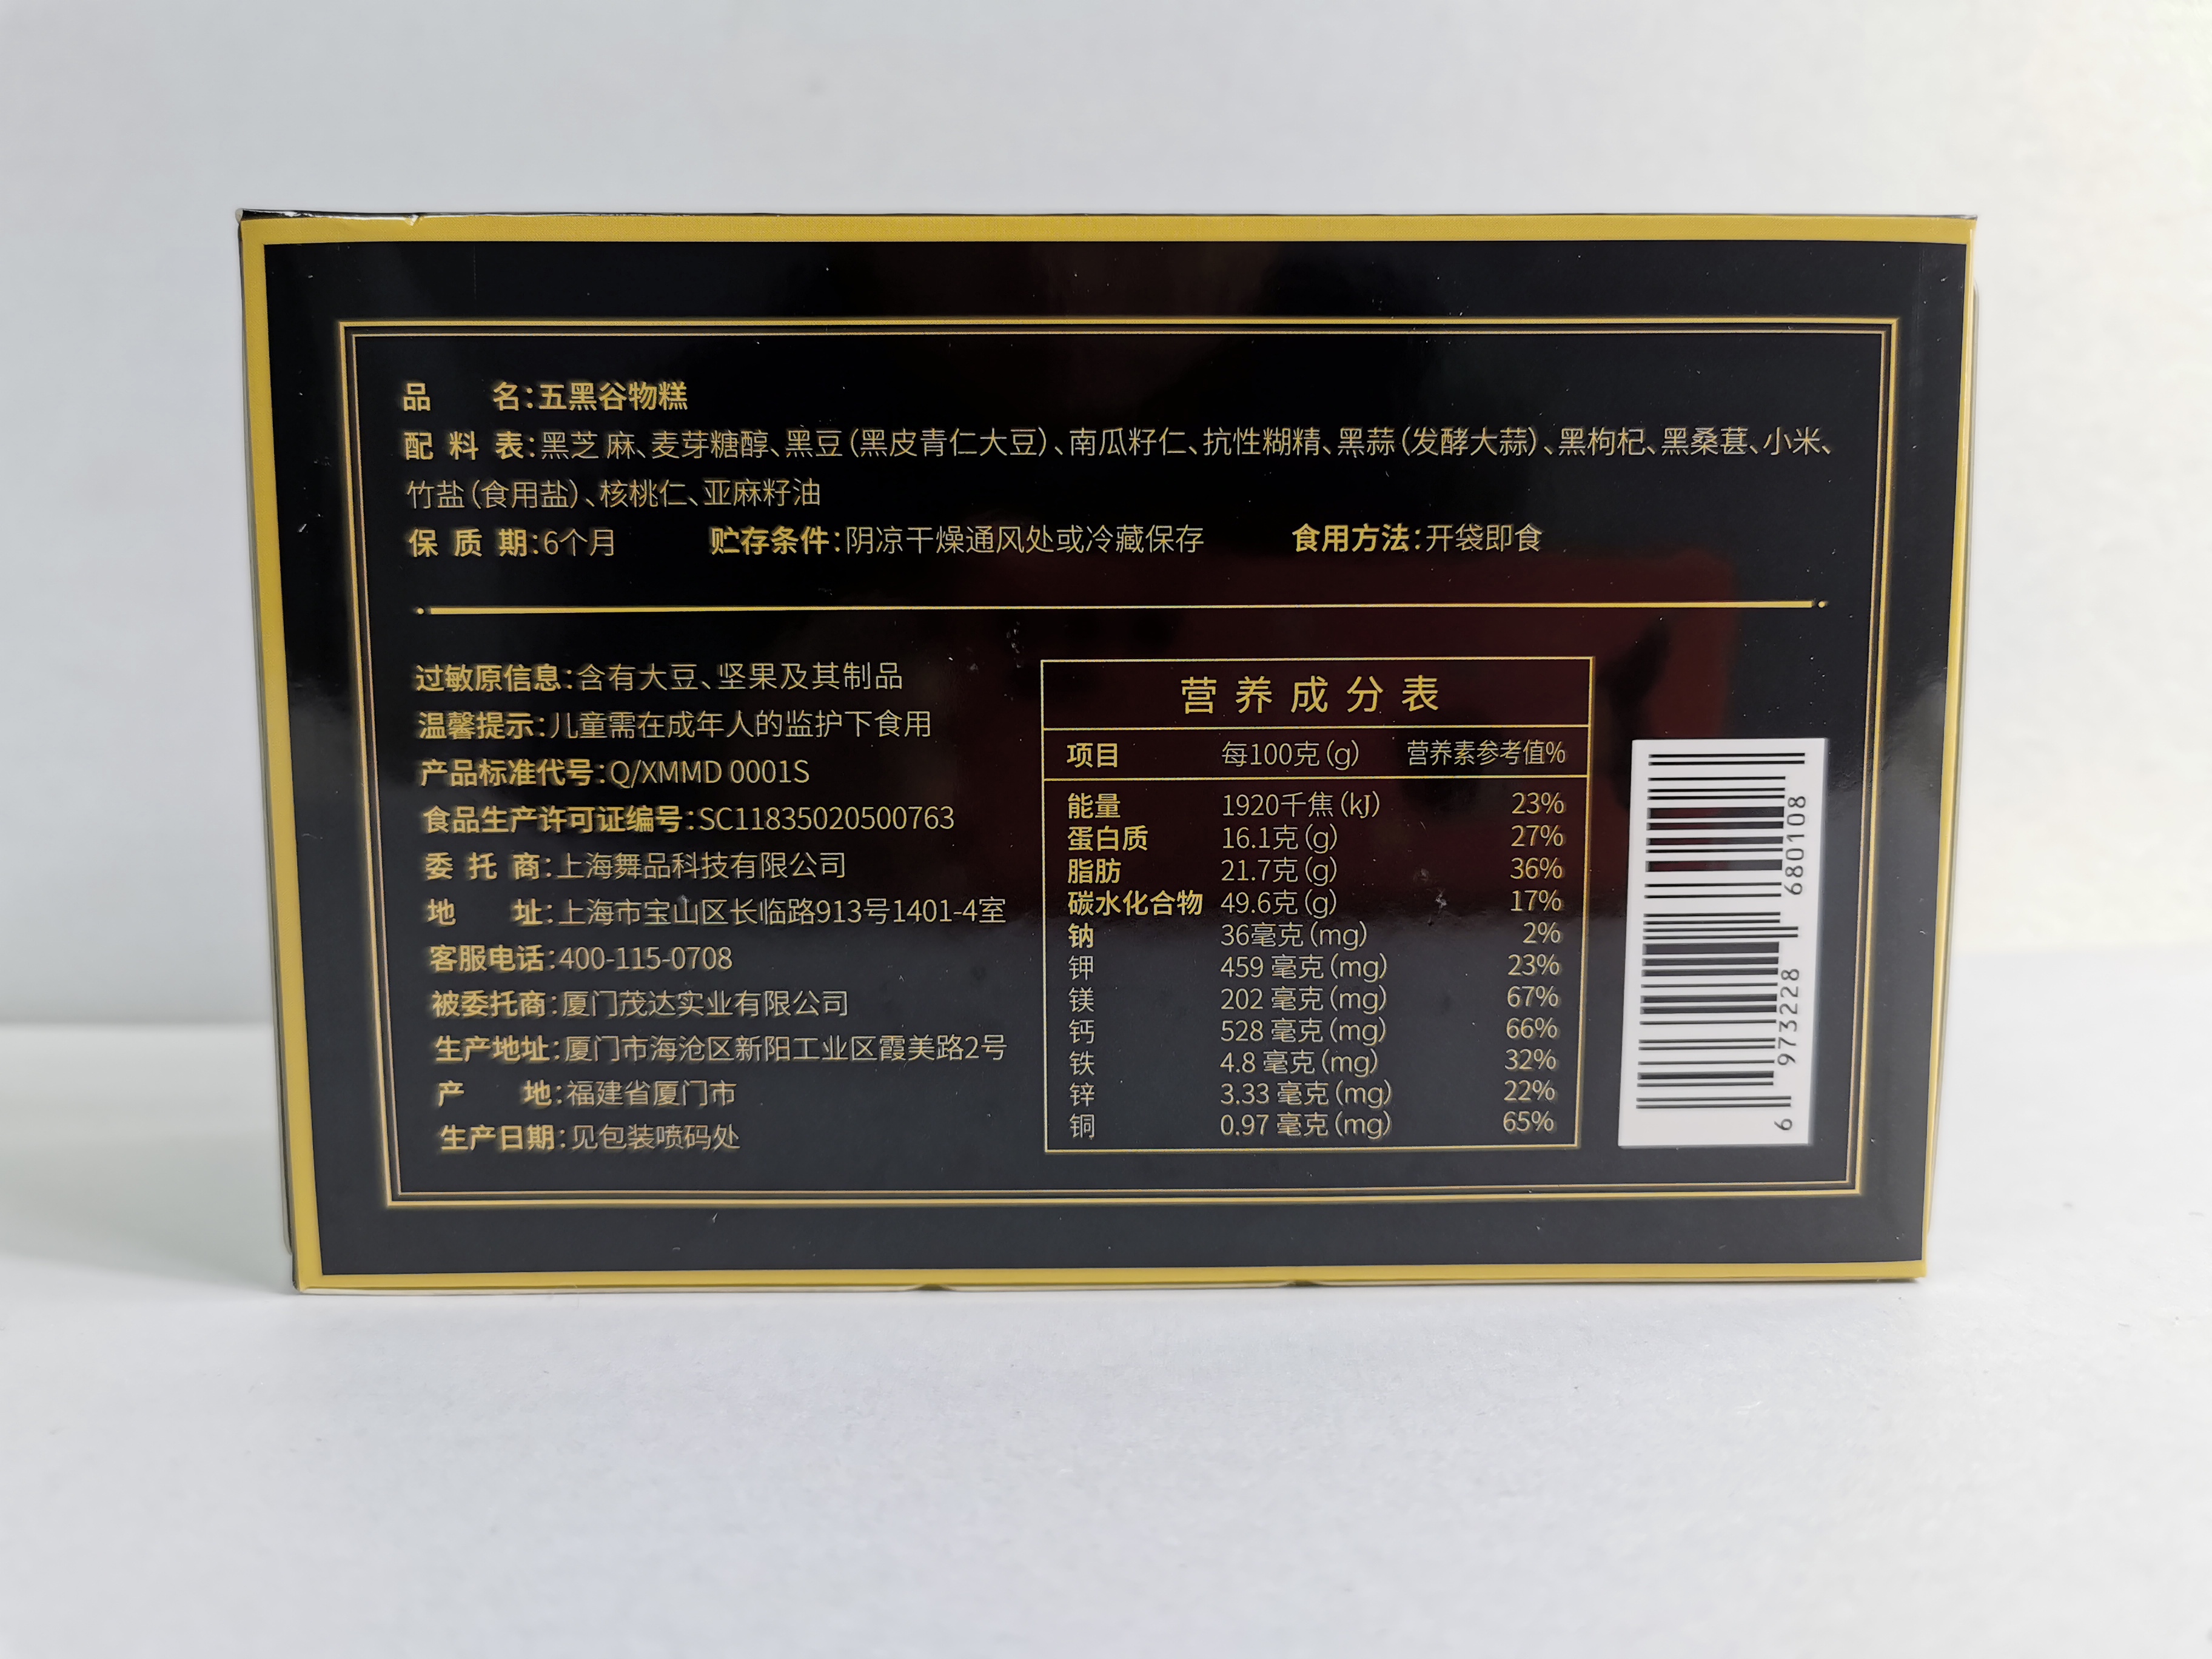 品 名:五黑谷物糕
配 料 表:黑芝 麻、麦芽糖醇、黑豆(黑皮青仁大豆)、南瓜籽仁、抗性糊精、黑蒜(发酵大蒜)、黑枸杞、黑桑葚、小米、
竹盐(食用盐)、核桃仁、亚麻籽油
保 质 期:6个月 贮存条件:阴凉干燥通风处或冷藏保存 食用方法:开袋即食
过敏原信息:含有大豆、坚果及其制品
温馨提示:儿童需在成年人的监护下食用
产品标准代号:Q/XMMD 0001S
食品生产许可证编号:SC11835020500763
委 托 商:上海舞品科技有限公司
地 址:上海市宝山区长临路913号1401-4室
客服电话:400-115-0708
被委托商:厦门茂达实业有限公司
生产地址:厦门市海沧区新阳工业区霞美路2号
产 地:福建省厦门市
生产日期:见包装喷码处
营养成分表
项目 每100克(g) 营养素参考值%
能量 1920千焦(kJ) 23%
蛋白质 16.1克(g) 27%
脂肪 21.7克(g) 36%
碳水化合物 49.6克(g) 17%
钠 36毫克(mg) 2%
钾 459 毫克(mg) 23%
镁 202 毫克(mg) 67%
钙 528 毫克(mg) 66%
铁 4.8 毫克(mg) 32%
锌 3.33 毫克(mg) 22%
铜 0.97 毫克(mg) 65%
6 973228 680108